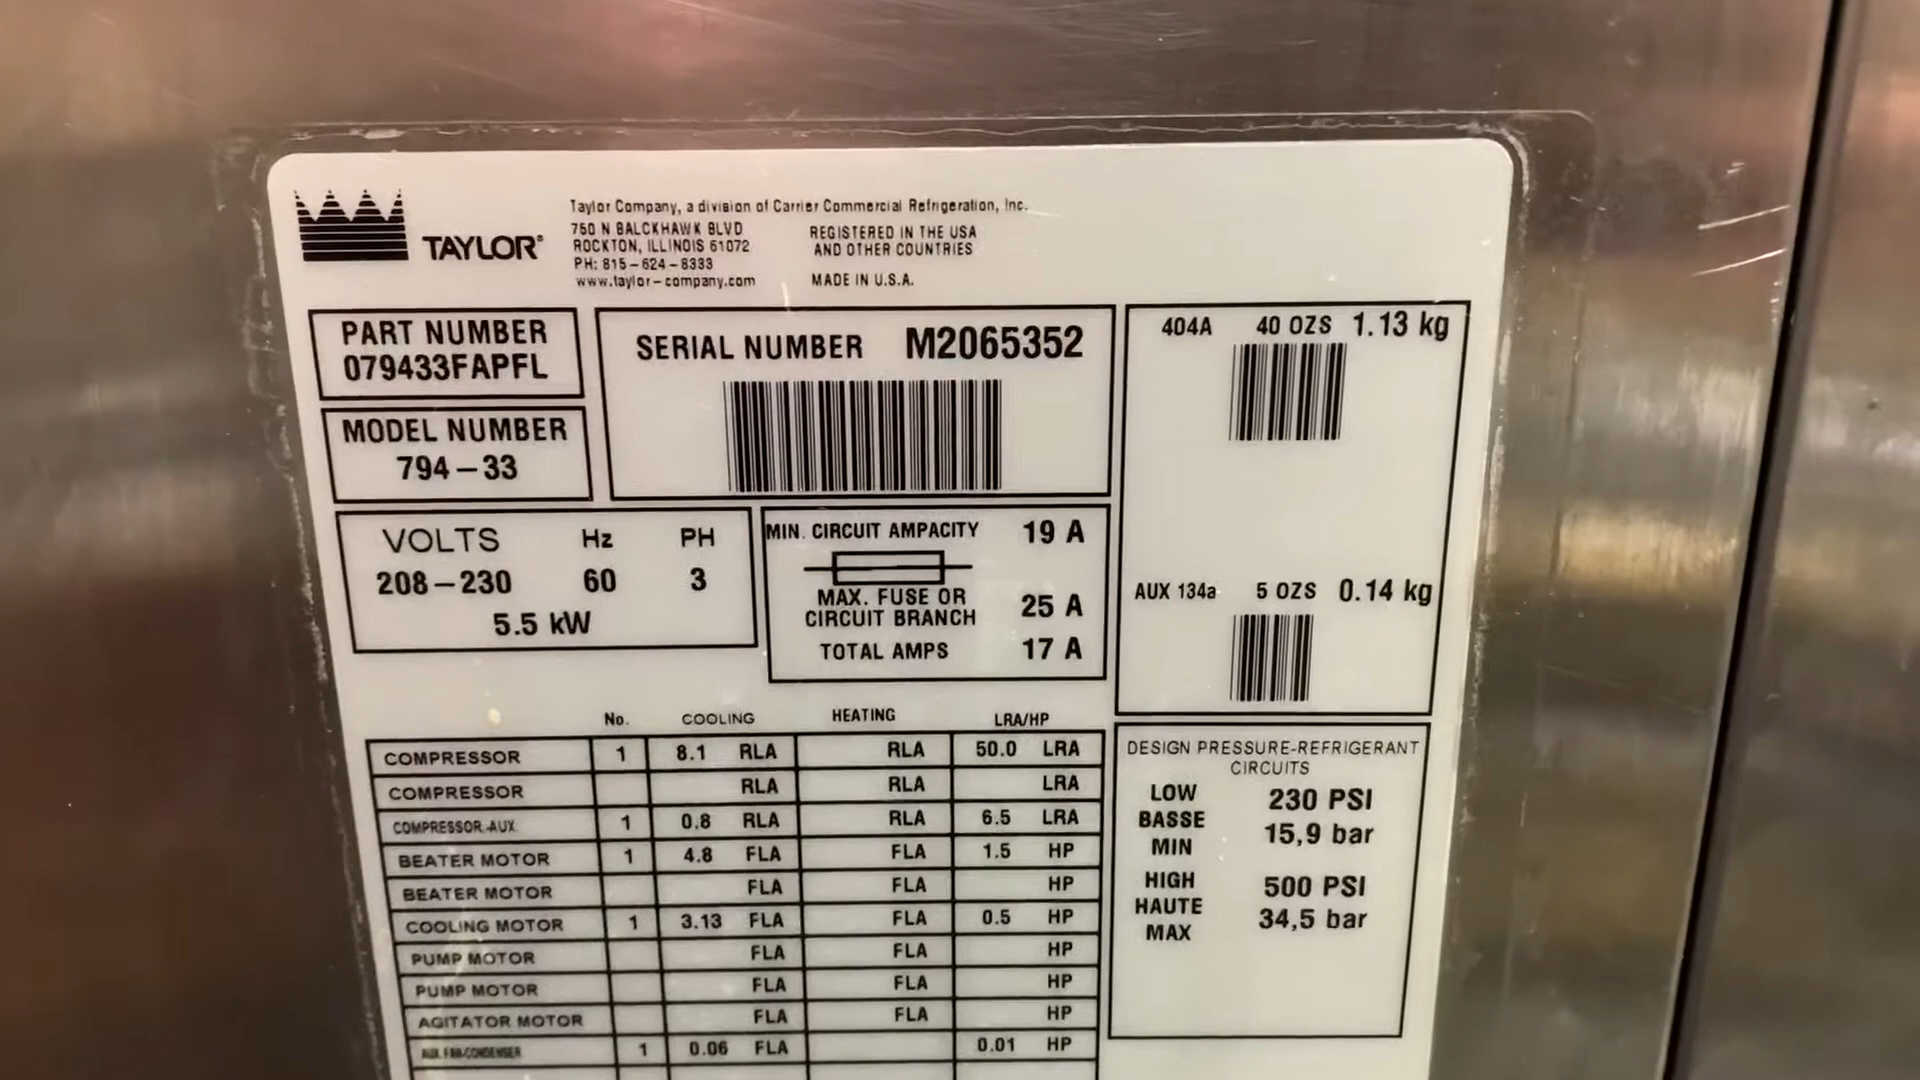 TAYLOR®
Taylor Company, a division of Carrier Commercial Refrigeration, Inc.
750 N BALCKHAWK BLVD
ROCKTON, ILLINOIS 61072
PH: 815-624-8333
www.taylor-company.com
REGISTERED IN THE USA
AND OTHER COUNTRIES
MADE IN U.S.A.
PART NUMBER
079433FAPFL
MODEL NUMBER
794-33
SERIAL NUMBER M2065352
404A 40 OZS 1.13 kg
AUX 134a 5 OZS 0.14 kg
VOLTS Hz PH
208-230 60 3
5.5 kW
MIN. CIRCUIT AMPACITY 19 A
MAX. FUSE OR
CIRCUIT BRANCH 25 A
TOTAL AMPS 17 A
No. COOLING HEATING LRA/HP
COMPRESSOR 1 8.1 RLA RLA 50.0 LRA
COMPRESSOR RLA RLA LRA
COMPRESSOR-AUX. 1 0.8 RLA RLA 6.5 LRA
BEATER MOTOR 1 4.8 FLA FLA 1.5 HP
BEATER MOTOR FLA FLA HP
COOLING MOTOR 1 3.13 FLA FLA 0.5 HP
PUMP MOTOR FLA FLA HP
PUMP MOTOR FLA FLA HP
AGITATOR MOTOR FLA FLA HP
AUX. FAN-CONDENSER 1 0.06 FLA 0.01 HP
DESIGN PRESSURE-REFRIGERANT
CIRCUITS
LOW 230 PSI
BASSE 15,9 bar
MIN
HIGH 500 PSI
HAUTE 34,5 bar
MAX